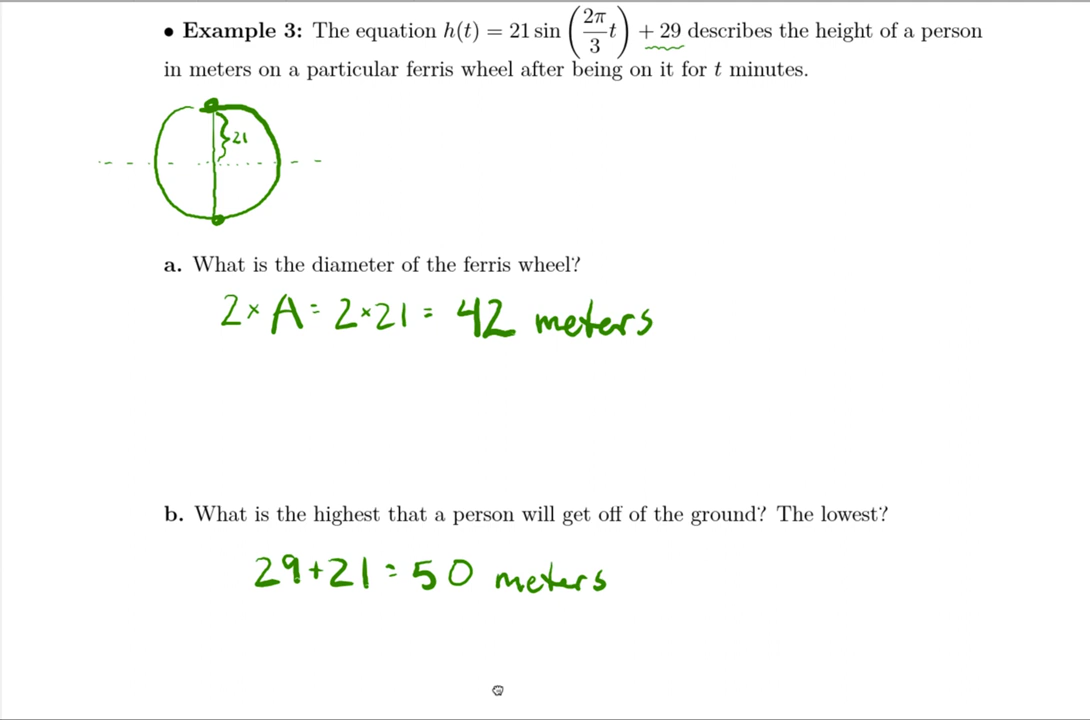 • Example 3: The equation h(t) = 21 sin (2π/3 t) + 29 describes the height of a person
in meters on a particular ferris wheel after being on it for t minutes.
21
a. What is the diameter of the ferris wheel?
2 × A = 2 × 21 = 42 meters
b. What is the highest that a person will get off of the ground? The lowest?
29 + 21 = 50 meters